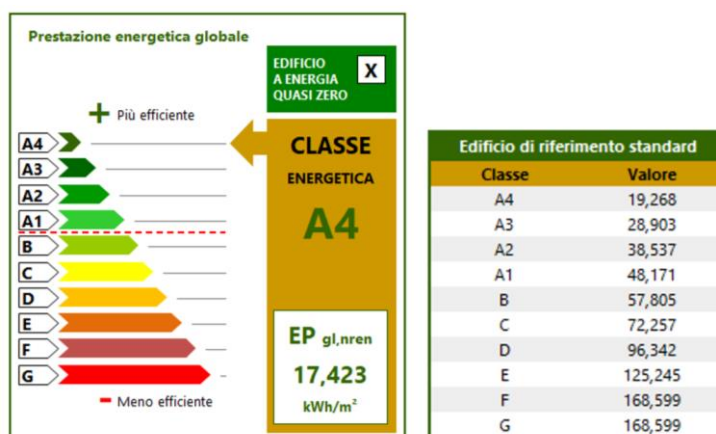 Prestazione energetica globale
EDIFICIO
A ENERGIA
QUASI ZERO
X
+ Più efficiente
CLASSE
ENERGETICA
A4
A4
A3
A2
A1
B
C
D
E
F
G
EP gl,nren
17,423
kWh/m²
- Meno efficiente
Edificio di riferimento standard
Classe Valore
A4 19,268
A3 28,903
A2 38,537
A1 48,171
B 57,805
C 72,257
D 96,342
E 125,245
F 168,599
G 168,599